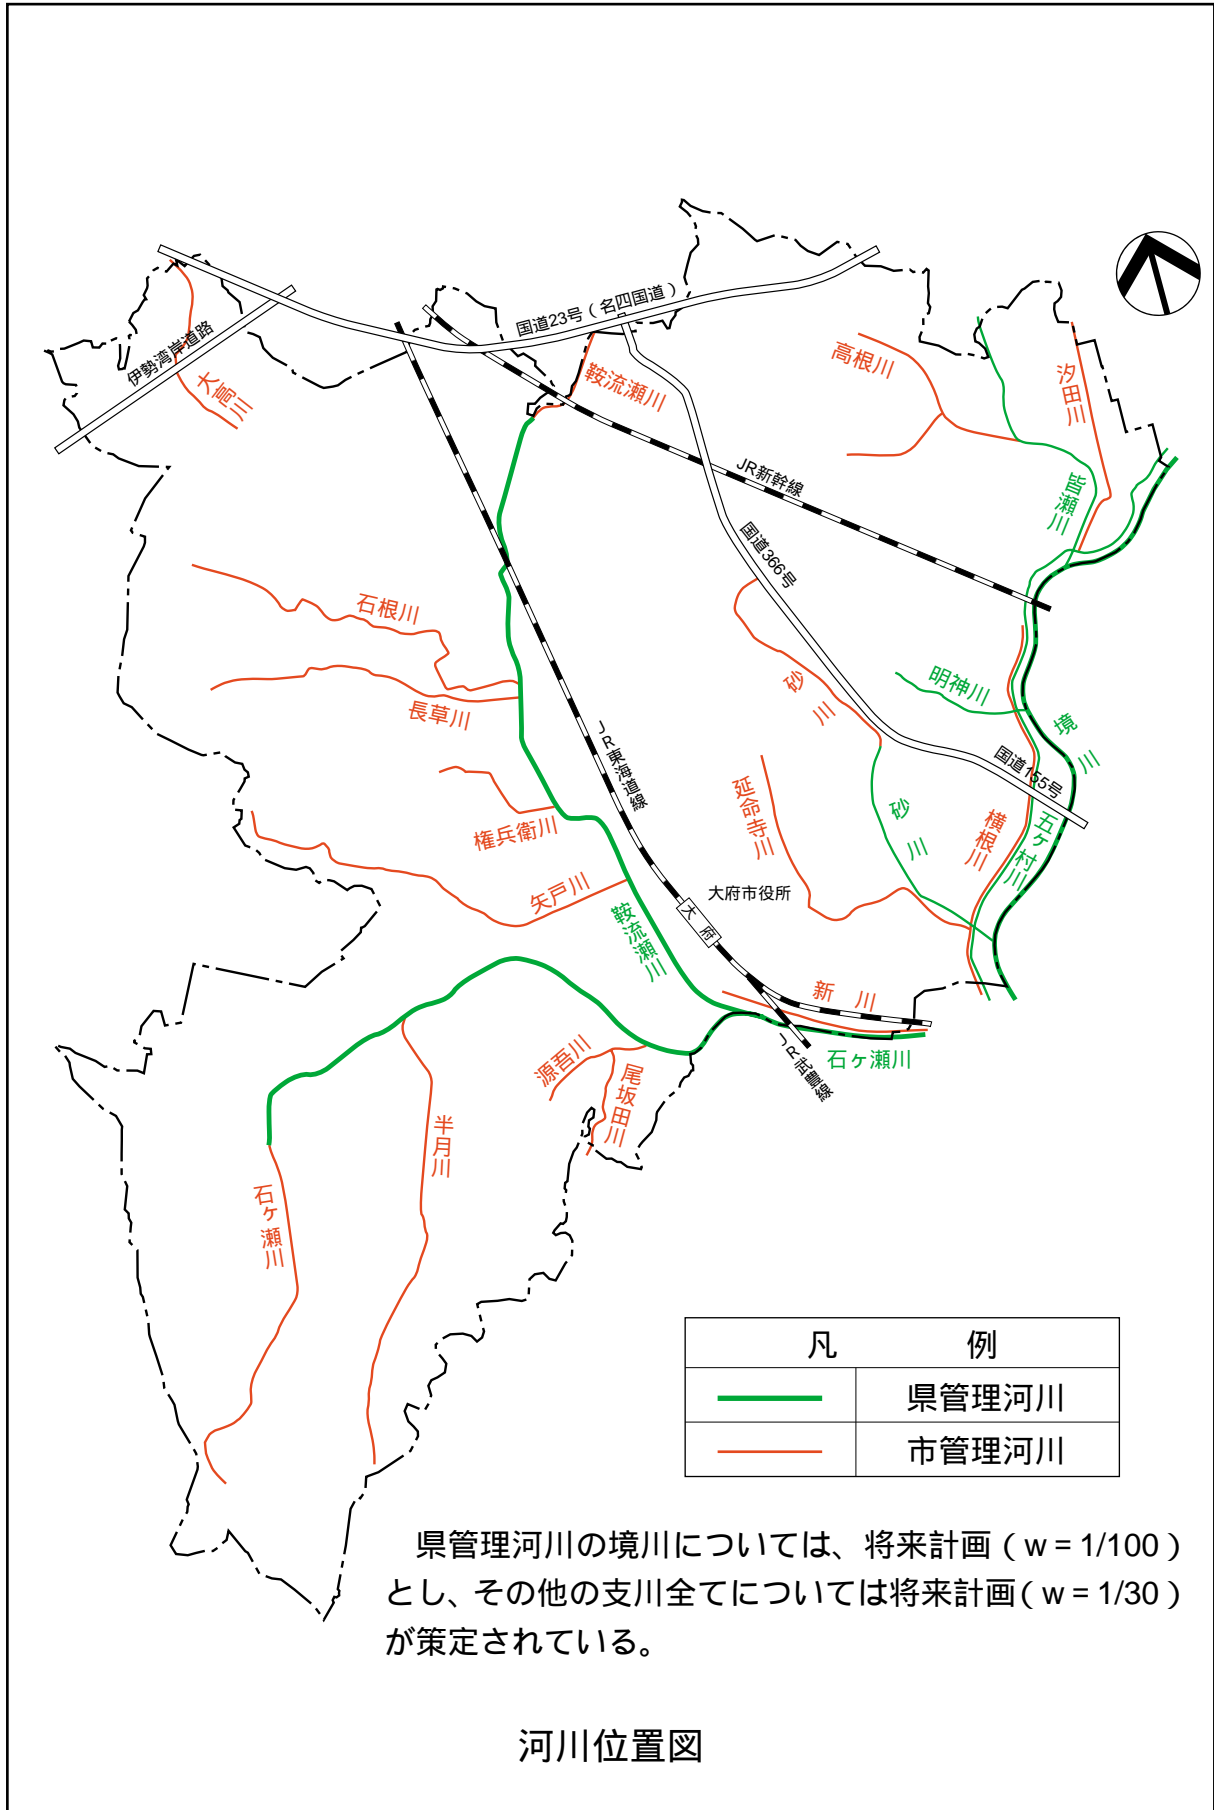 国道23号（名四国道）
伊勢湾岸道路
大高川
鞍流瀬川
高根川
汐田川
皆瀬川
JR新幹線
国道366号
石根川
長草川
砂川
明神川
境川
国道155号
JR東海道線
延命寺川
砂川
横根川
五ヶ村川
権兵衛川
矢戸川
鞍流瀬川
大府市役所
大府
新川
石ヶ瀬川
JR武豊線
源吾川
尾坂田川
半月川
石ヶ瀬川
凡例
県管理河川
市管理河川
県管理河川の境川については、将来計画（w = 1/100）
とし、その他の支川全てについては将来計画（w = 1/30）
が策定されている。
河川位置図